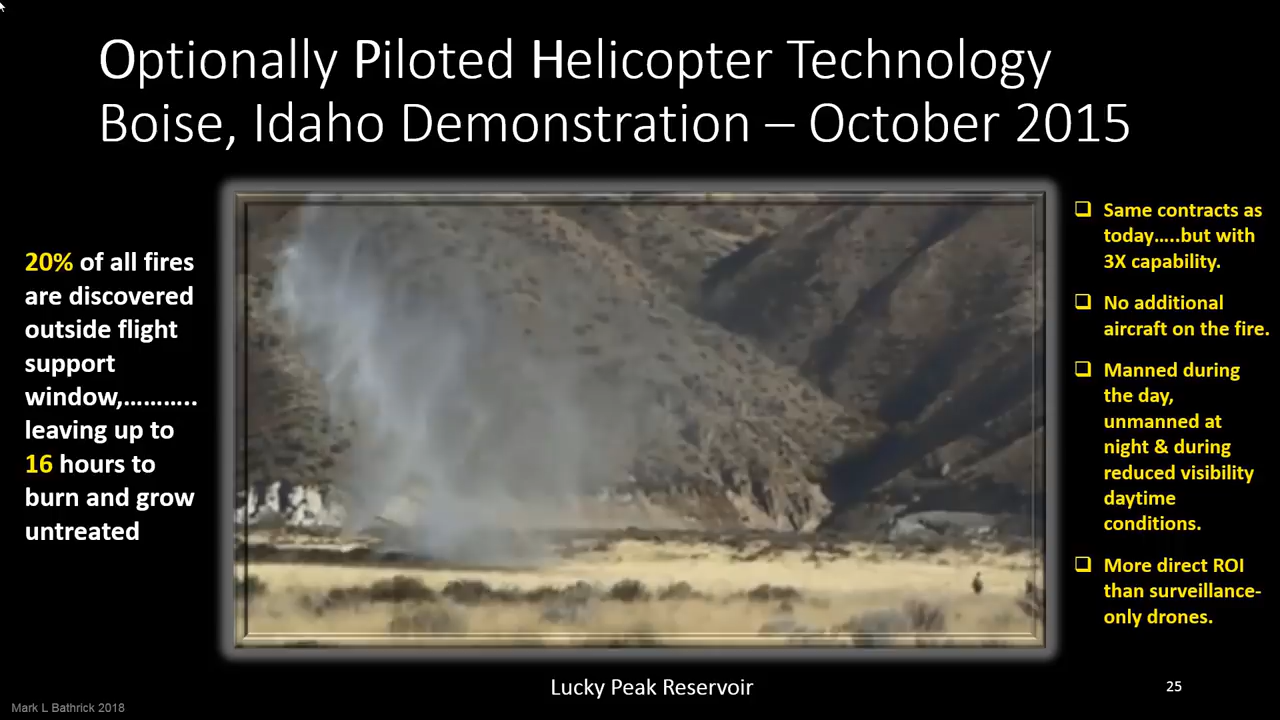 Optionally Piloted Helicopter Technology
Boise, Idaho Demonstration – October 2015
20% of all fires
are discovered
outside flight
support
window,………..
leaving up to
16 hours to
burn and grow
untreated
Same contracts as
today…..but with
3X capability.
No additional
aircraft on the fire.
Manned during
the day,
unmanned at
night & during
reduced visibility
daytime
conditions.
More direct ROI
than surveillance-
only drones.
Lucky Peak Reservoir
25
Mark L Bathrick 2018